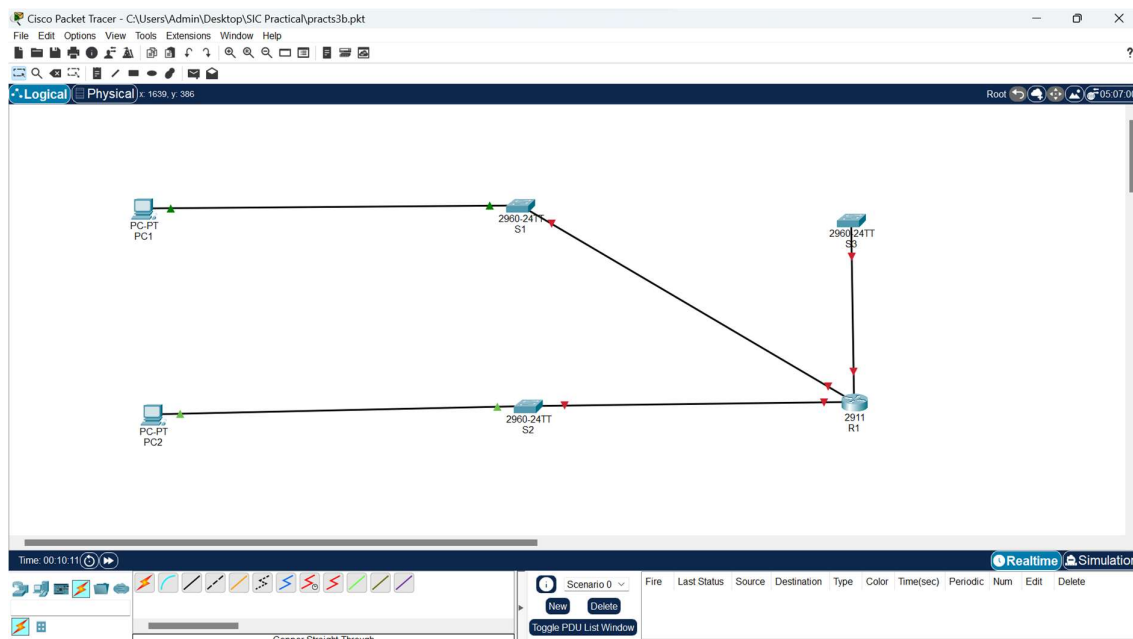 Cisco Packet Tracer - C:\Users\Admin\Desktop\SIC Practical\practs3b.pkt
File Edit Options View Tools Extensions Window Help
?
Logical Physical x: 1639, y: 386 Root 05:07:00
PC-PT
PC1
2960-24TT
S1
2960-24TT
S3
PC-PT
PC2
2960-24TT
S2
2911
R1
Time: 00:10:11 Realtime Simulation
Scenario 0 Fire Last Status Source Destination Type Color Time(sec) Periodic Num Edit Delete
New Delete
Toggle PDU List Window
Copper Straight-Through